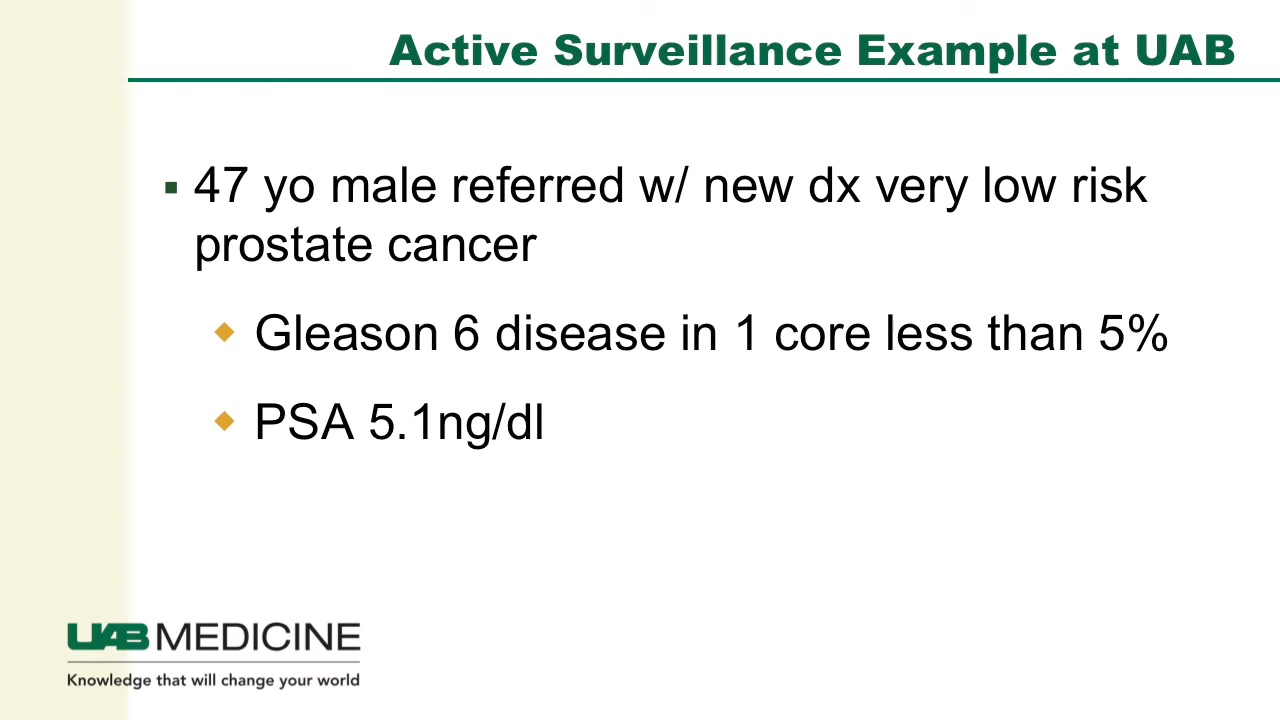 Active Surveillance Example at UAB
47 yo male referred w/ new dx very low risk
prostate cancer
Gleason 6 disease in 1 core less than 5%
PSA 5.1ng/dl
UAB MEDICINE
Knowledge that will change your world